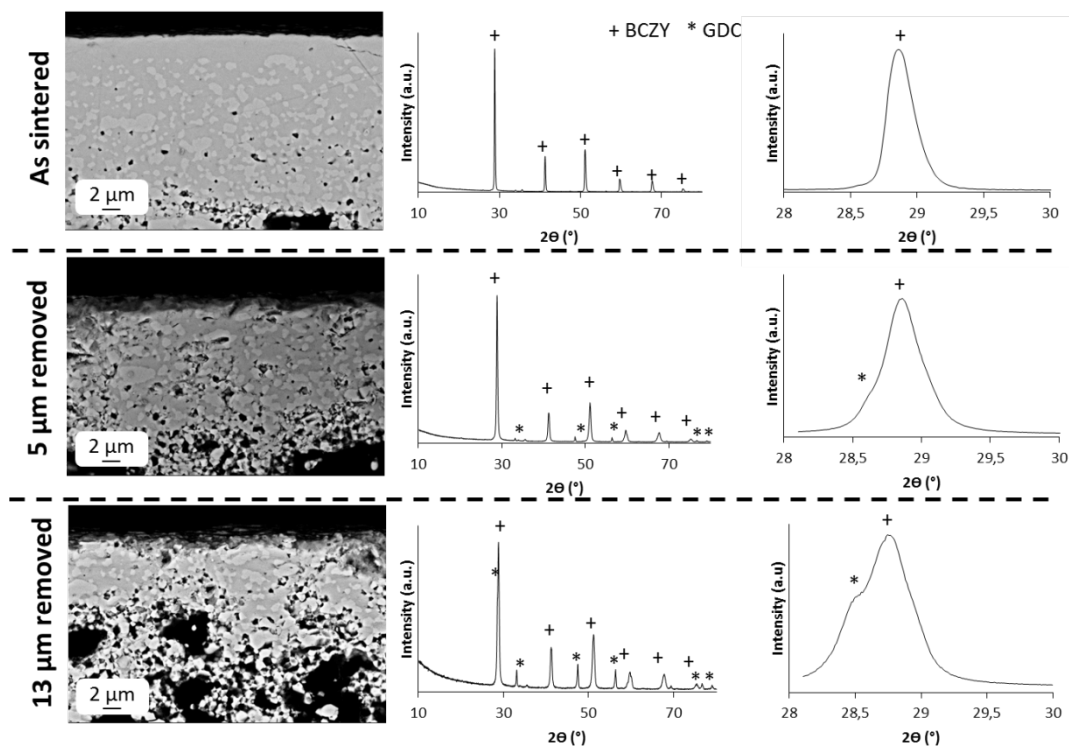 As sintered
2 µm
Intensity (a.u.)
+
+
+
+
+
+
10 30 50 70
2Θ (°)
+ BCZY * GDC
Intensity (a.u.)
+
28 28,5 29 29,5 30
2Θ (°)
5 µm removed
2 µm
Intensity (a.u.)
+
*
+
*
+
*
+
+
+
* *
10 30 50 70
2Θ (°)
Intensity (a.u.)
*
+
28 28,5 29 29,5 30
2Θ (°)
13 µm removed
2 µm
Intensity (a.u.)
+
*
*
+
*
+
*
+
+
+
* *
10 30 50 70
2Θ (°)
Intensity (a.u)
*
+
28 28,5 29 29,5 30
2Θ (°)